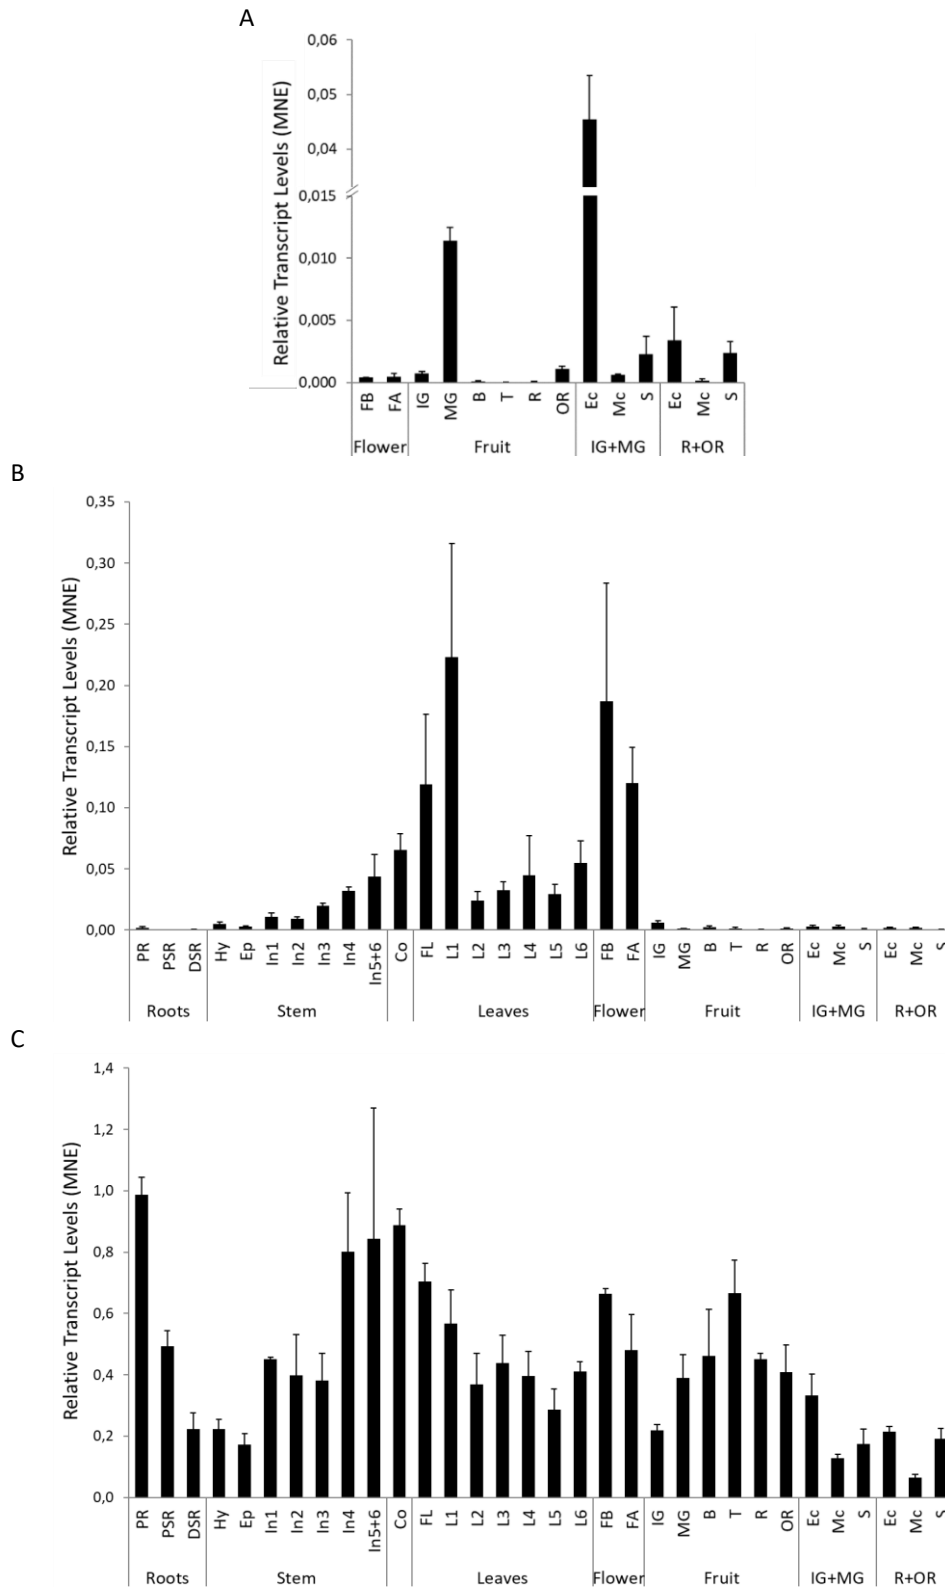 A
Relative Transcript Levels (MNE)
0,06
0,05
0,04
0,015
0,010
0,005
0,000
FB FA IG MG B T R OR Ec Mc S Ec Mc S
Flower Fruit IG+MG R+OR
B
Relative Transcript Levels (MNE)
0,35
0,30
0,25
0,20
0,15
0,10
0,05
0,00
PR PSR DSR Hy Ep In1 In2 In3 In4 In5+6 Co FL L1 L2 L3 L4 L5 L6 FB FA IG MG B T R OR Ec Mc S Ec Mc S
Roots Stem Leaves Flower Fruit IG+MG R+OR
C
Relative Transcript Levels (MNE)
1,4
1,2
1,0
0,8
0,6
0,4
0,2
0,0
PR PSR DSR Hy Ep In1 In2 In3 In4 In5+6 Co FL L1 L2 L3 L4 L5 L6 FB FA IG MG B T R OR Ec Mc S Ec Mc S
Roots Stem Leaves Flower Fruit IG+MG R+OR